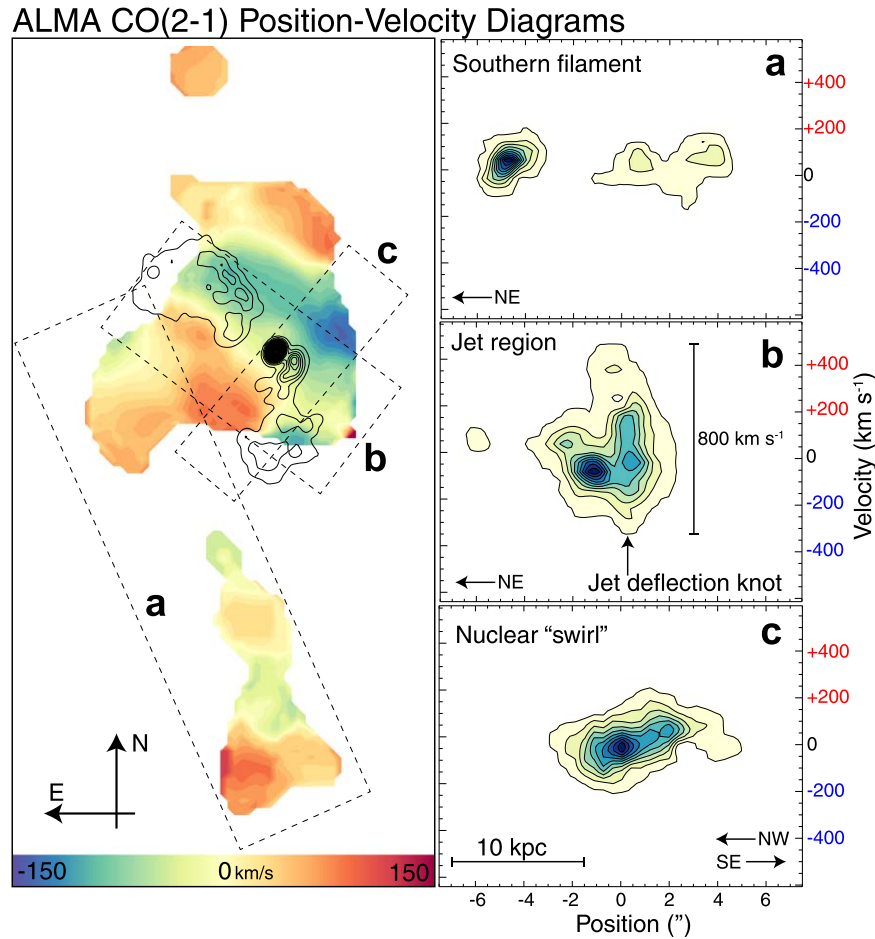 ALMA CO(2-1) Position-Velocity Diagrams
c
b
a
N
E
-150 0 km/s 150
Southern filament a
+400
+200
0
-200
-400
NE
Jet region b
+400
+200
0
-200
-400
800 km s-1
NE
Jet deflection knot
Velocity (km s-1)
Nuclear “swirl” c
+400
+200
0
-200
-400
10 kpc
NW
SE
-6 -4 -2 0 2 4 6
Position (”)